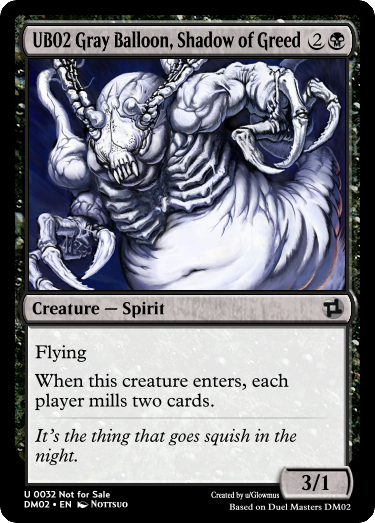 UB02 Gray Balloon, Shadow of Greed 2
Creature — Spirit
Flying
When this creature enters, each
player mills two cards.
It's the thing that goes squish in the
night.
3/1
U 0032 Not for Sale
DM02 • EN Nottsuo
Created by u/Glowmus
Based on Duel Masters DM02